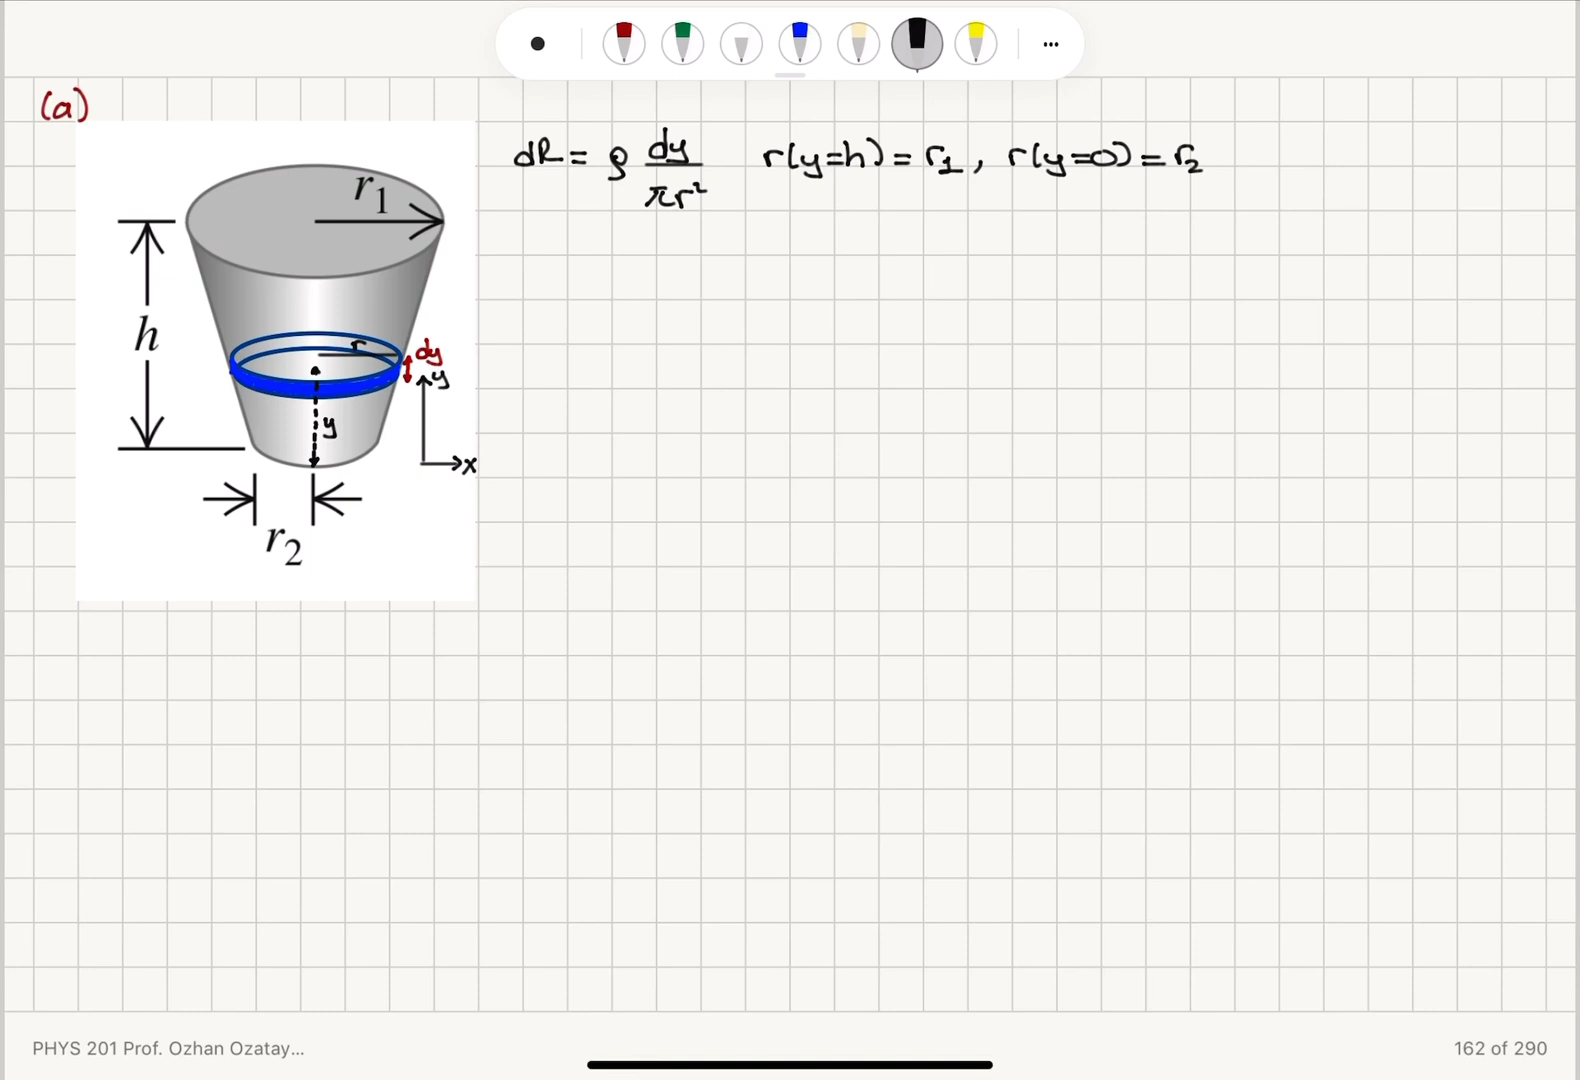 (a)
dR = ρ dy/πr² r(y=h) = r₁, r(y=0) = r₂
r₁
h
r
dy
y
y
x
r₂
PHYS 201 Prof. Ozhan Ozatay...
162 of 290